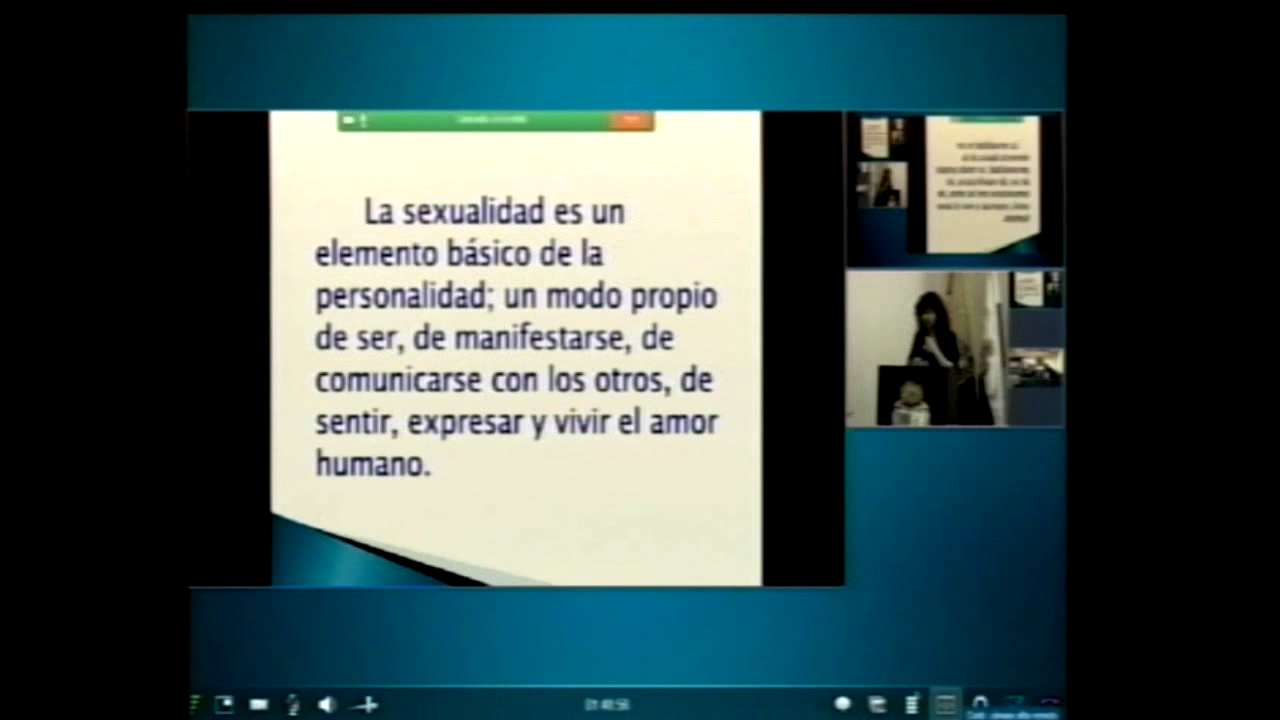 La sexualidad es un
elemento básico de la
personalidad; un modo propio
de ser, de manifestarse, de
comunicarse con los otros, de
sentir, expresar y vivir el amor
humano.